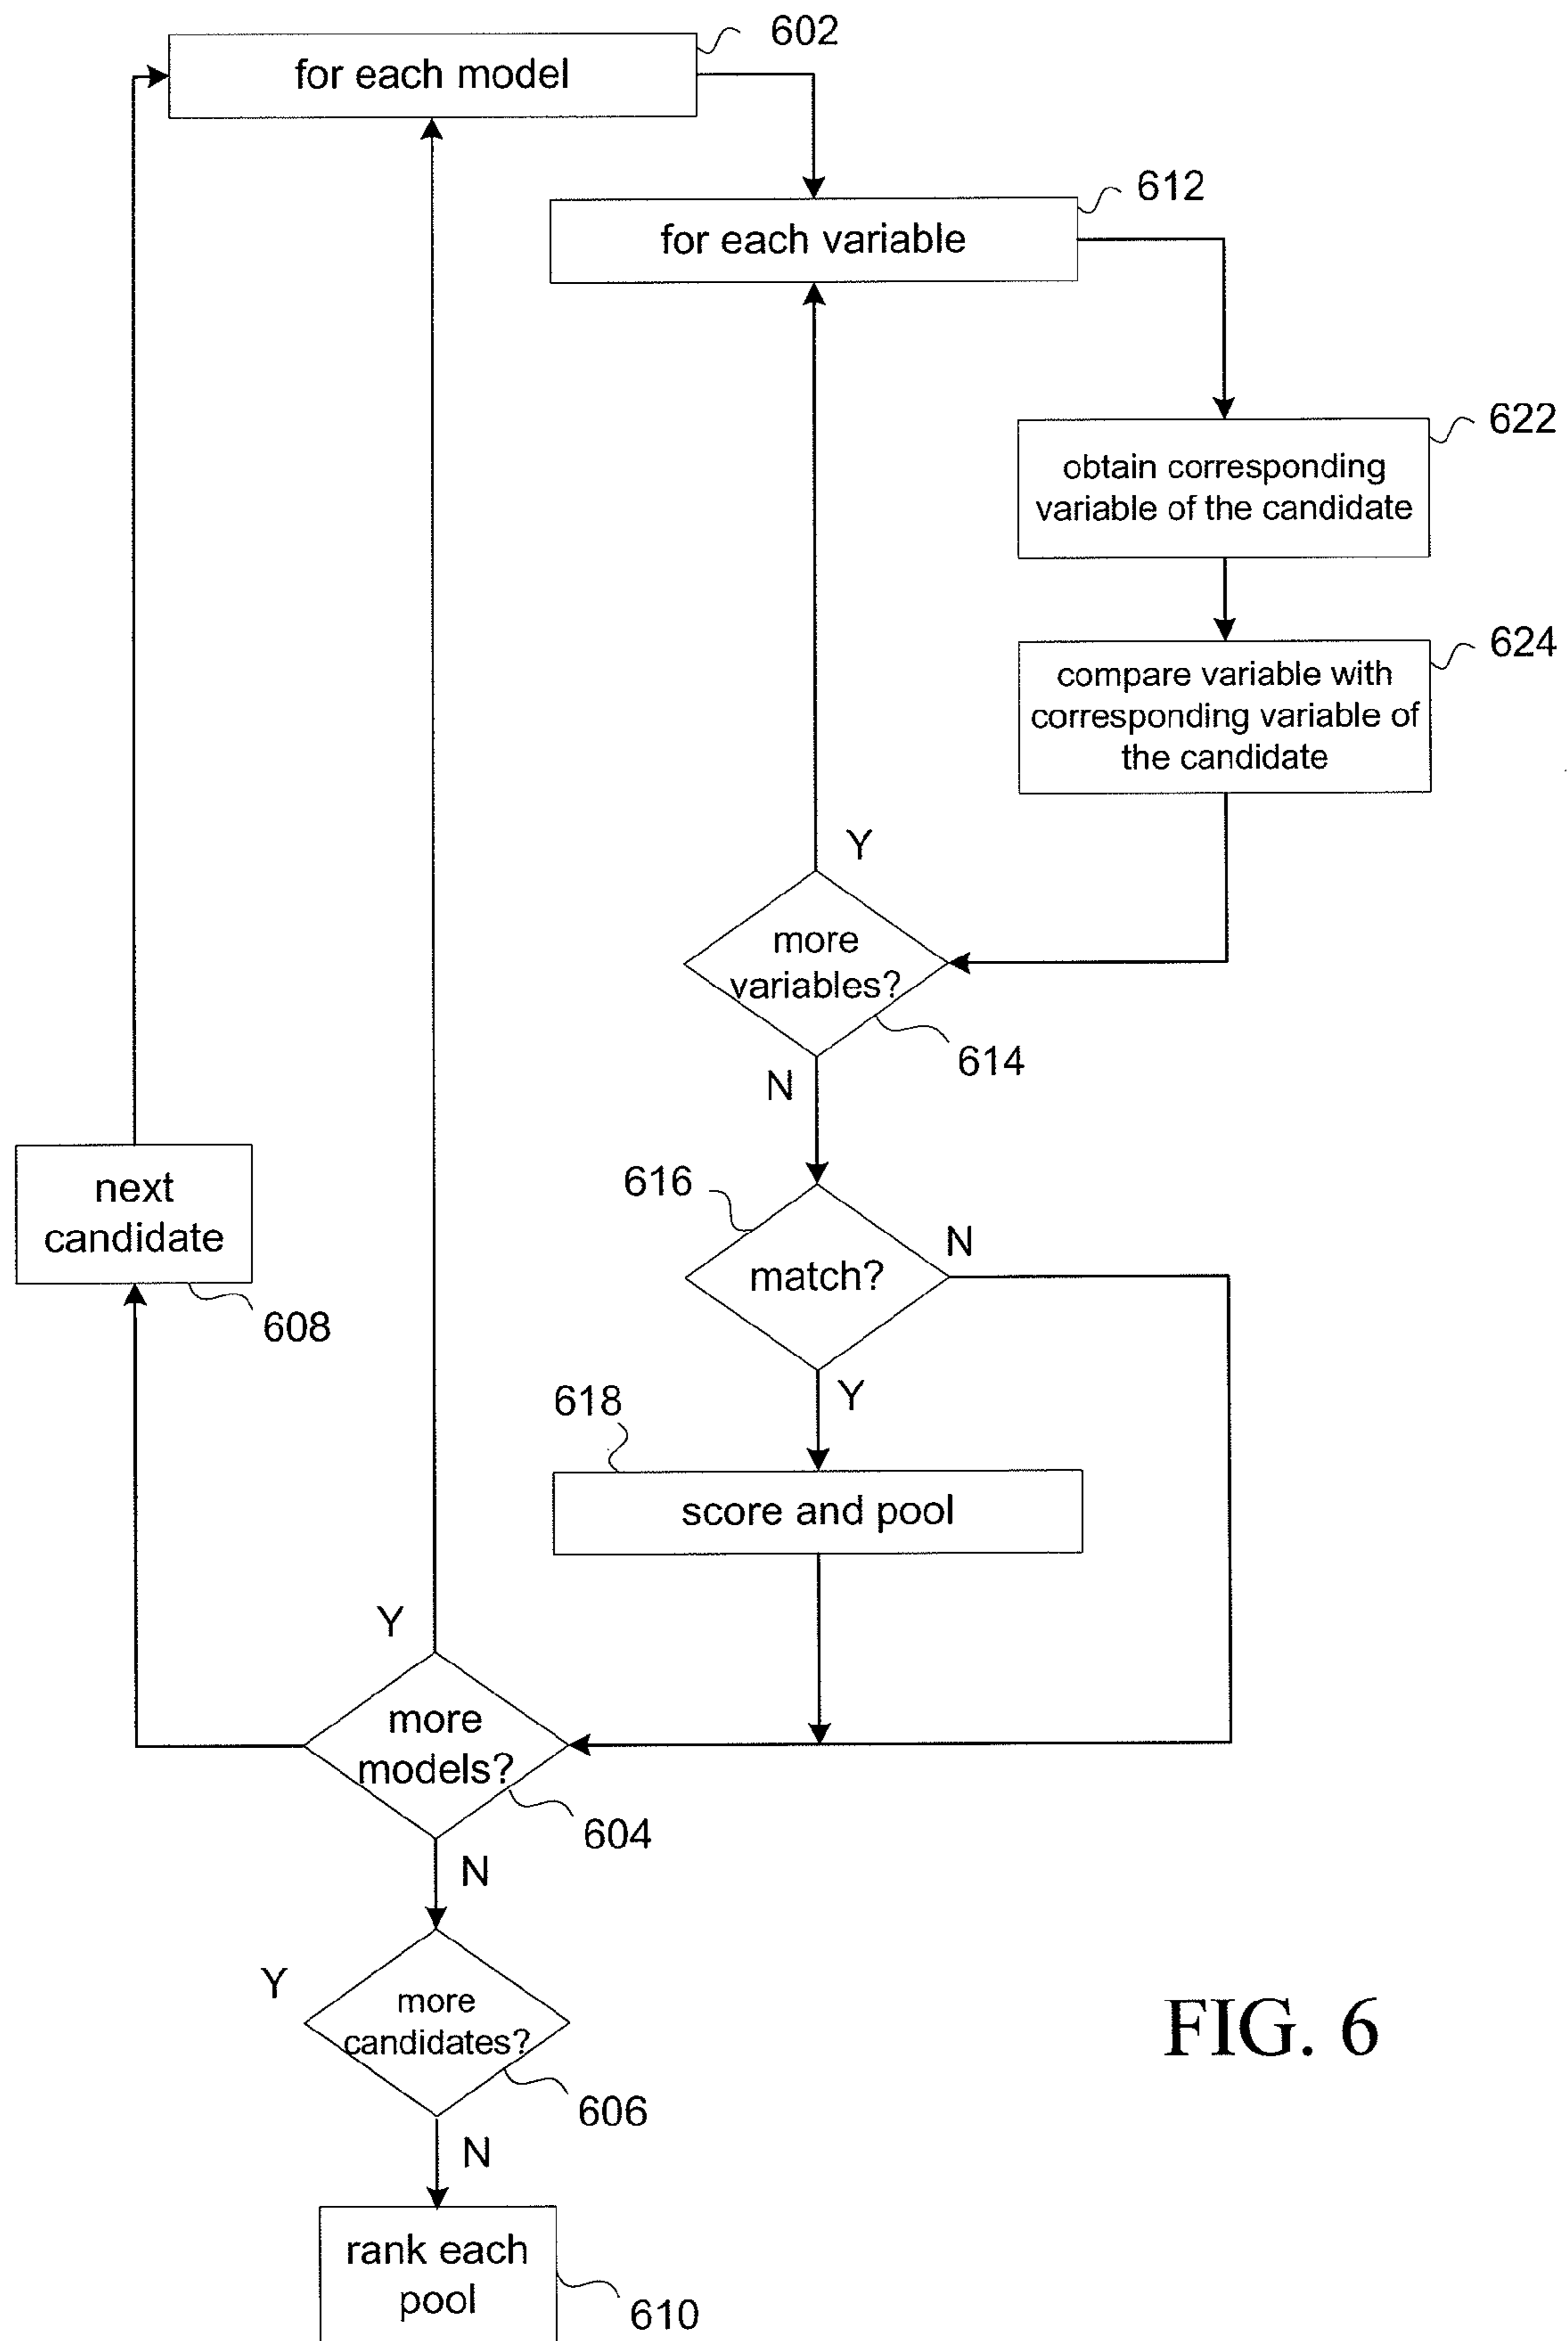 602
for each model
612
for each variable
622
obtain corresponding
variable of the candidate
624
compare variable with
corresponding variable of
the candidate
Y
more
variables?
614
N
616
match?
N
next
candidate
608
Y
618
score and pool
Y
more
models?
604
N
Y
more
candidates?
606
N
rank each
pool
610
FIG. 6